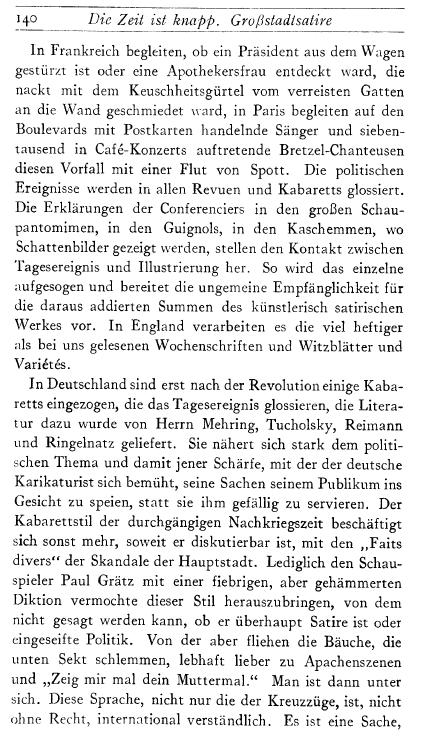 140 Die Zeit ist knapp. Großstadtsatire
In Frankreich begleiten, ob ein Präsident aus dem Wagen
gestürzt ist oder eine Apothekersfrau entdeckt ward, die
nackt mit dem Keuschheitsgürtel vom verreisten Gatten
an die Wand geschmiedet ward, in Paris begleiten auf den
Boulevards mit Postkarten handelnde Sänger und sieben-
tausend in Café-Konzerts auftretende Bretzel-Chanteusen
diesen Vorfall mit einer Flut von Spott. Die politischen
Ereignisse werden in allen Revuen und Kabaretts glossiert.
Die Erklärungen der Conferenciers in den großen Schau-
pantomimen, in den Guignols, in den Kaschemmen, wo
Schattenbilder gezeigt werden, stellen den Kontakt zwischen
Tagesereignis und Illustrierung her. So wird das einzelne
aufgesogen und bereitet die ungemeine Empfänglichkeit für
die daraus addierten Summen des künstlerisch satirischen
Werkes vor. In England verarbeiten es die viel heftiger
als bei uns gelesenen Wochenschriften und Witzblätter und
Variétés.
In Deutschland sind erst nach der Revolution einige Kaba-
retts eingezogen, die das Tagesereignis glossieren, die Litera-
tur dazu wurde von Herrn Mehring, Tucholsky, Reimann
und Ringelnatz geliefert. Sie nähert sich stark dem politi-
schen Thema und damit jener Schärfe, mit der der deutsche
Karikaturist sich bemüht, seine Sachen seinem Publikum ins
Gesicht zu speien, statt sie ihm gefällig zu servieren. Der
Kabarettstil der durchgängigen Nachkriegszeit beschäftigt
sich sonst mehr, soweit er diskutierbar ist, mit den „Faits
divers“ der Skandale der Hauptstadt. Lediglich den Schau-
spieler Paul Grätz mit einer fiebrigen, aber gehämmerten
Diktion vermochte dieser Stil herauszubringen, von dem
nicht gesagt werden kann, ob er überhaupt Satire ist oder
eingeseifte Politik. Von der aber fliehen die Bäuche, die
unten Sekt schlemmen, lebhaft lieber zu Apachenszenen
und „Zeig mir mal dein Muttermal.“ Man ist dann unter
sich. Diese Sprache, nicht nur die der Kreuzzüge, ist, nicht
ohne Recht, international verständlich. Es ist eine Sache,